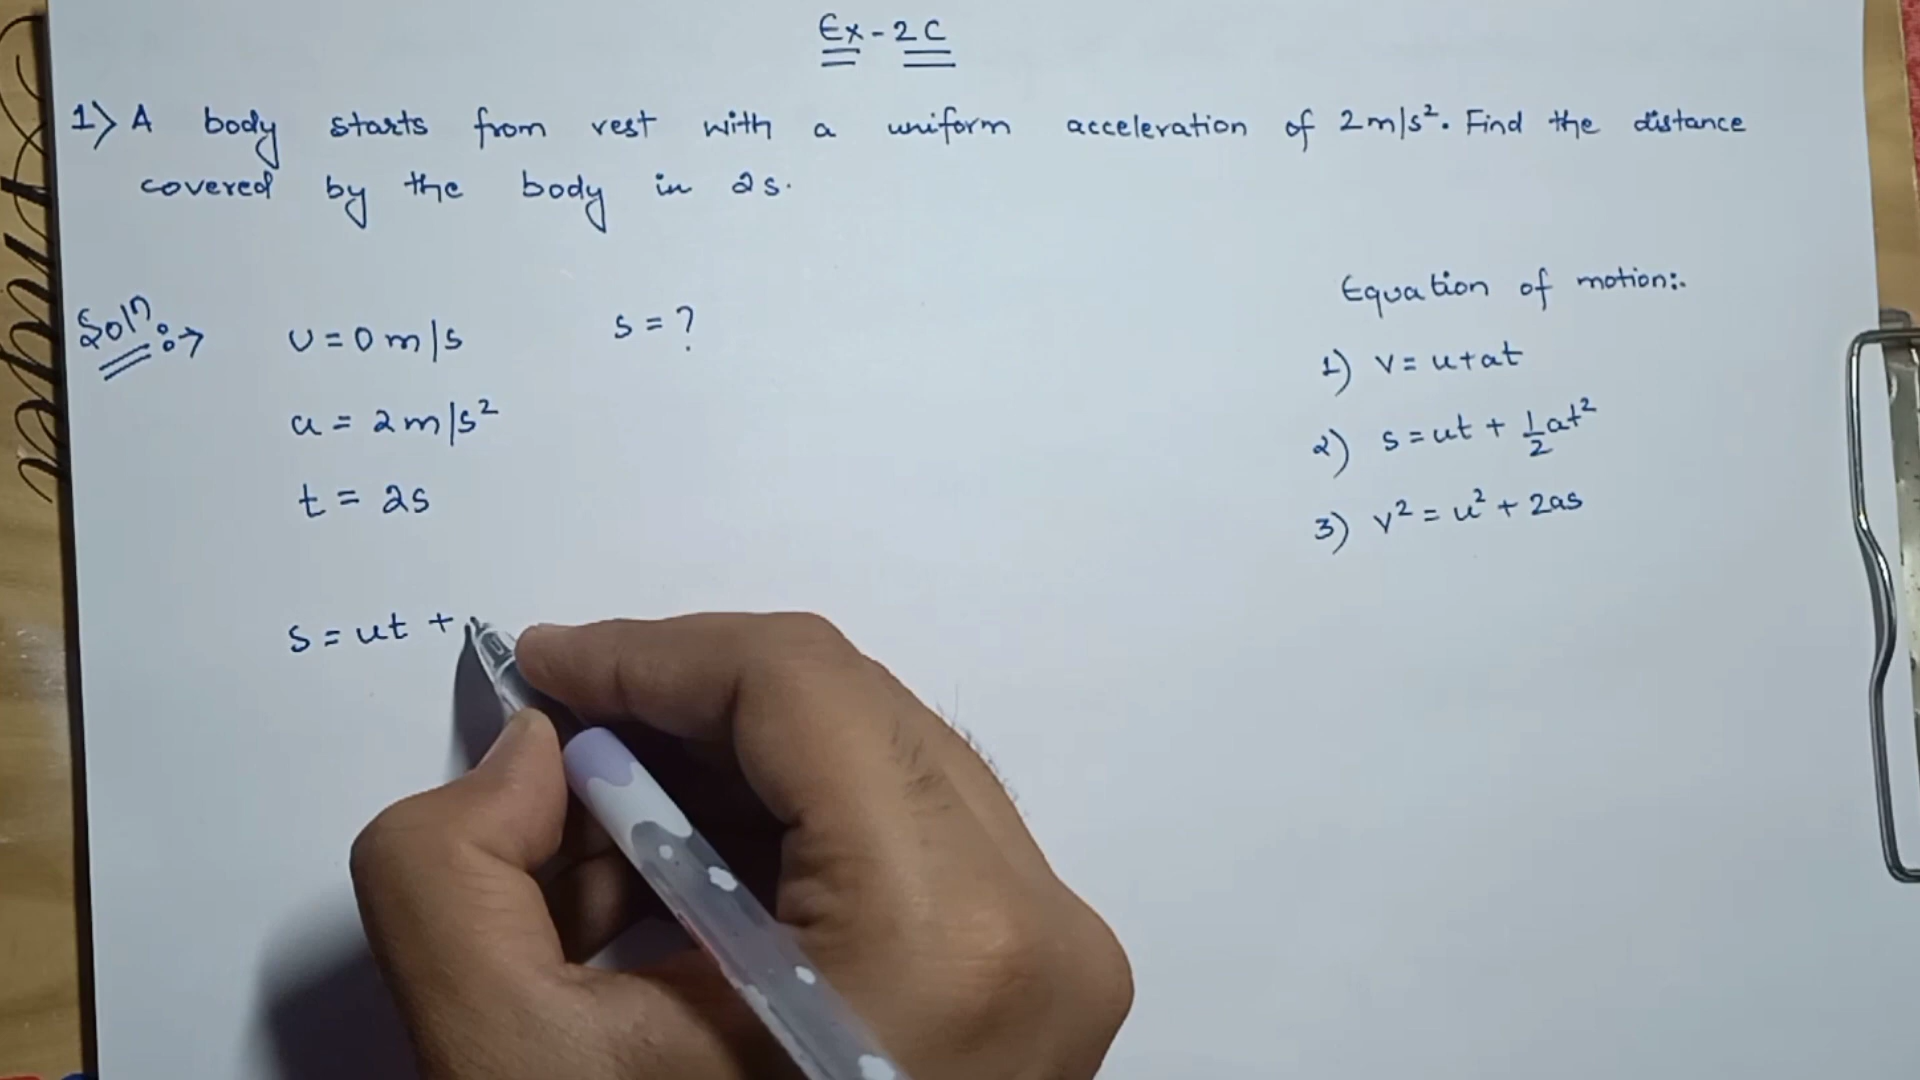 Ex-2C
1) A body starts from rest with a uniform acceleration of 2m/s². Find the distance
covered by the body in 2s.
Soln:→ u=0m/s s=?
a = 2m/s²
t = 2s
s=ut+
Equation of motion:.
1) v=u+at
2) s=ut+½at²
3) v²=u²+2as